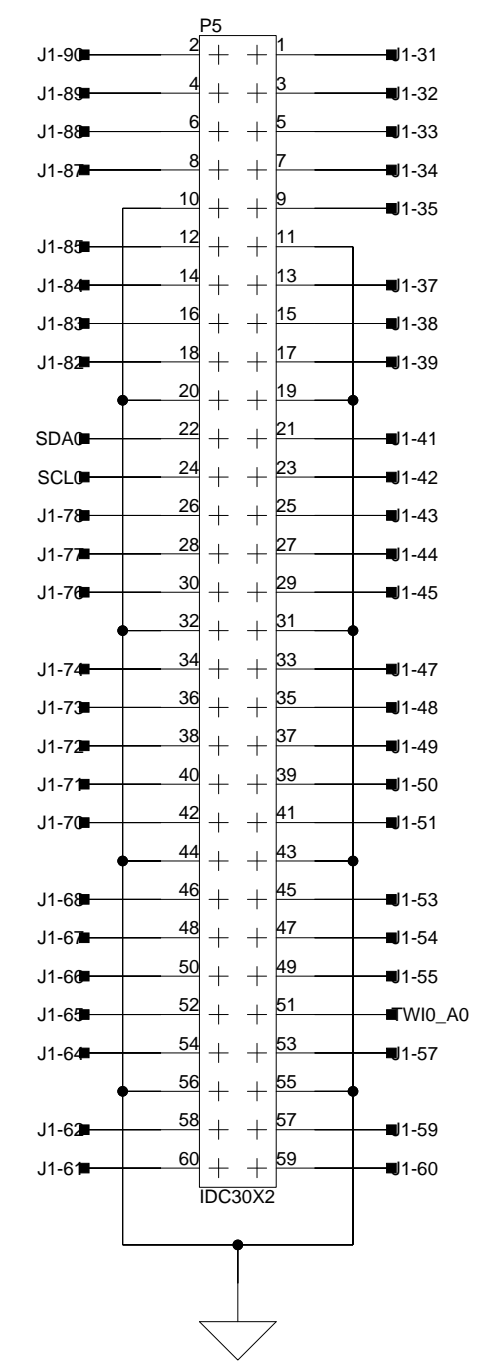 P5
J1-90 2 1 J1-31
J1-89 4 3 J1-32
J1-88 6 5 J1-33
J1-87 8 7 J1-34
10 9 J1-35
J1-85 12 11
J1-84 14 13 J1-37
J1-83 16 15 J1-38
J1-82 18 17 J1-39
20 19
SDA0 22 21 J1-41
SCL0 24 23 J1-42
J1-78 26 25 J1-43
J1-77 28 27 J1-44
J1-76 30 29 J1-45
32 31
J1-74 34 33 J1-47
J1-73 36 35 J1-48
J1-72 38 37 J1-49
J1-71 40 39 J1-50
J1-70 42 41 J1-51
44 43
J1-68 46 45 J1-53
J1-67 48 47 J1-54
J1-66 50 49 J1-55
J1-65 52 51 TWI0_A0
J1-64 54 53 J1-57
56 55
J1-62 58 57 J1-59
J1-61 60 59 J1-60
IDC30X2